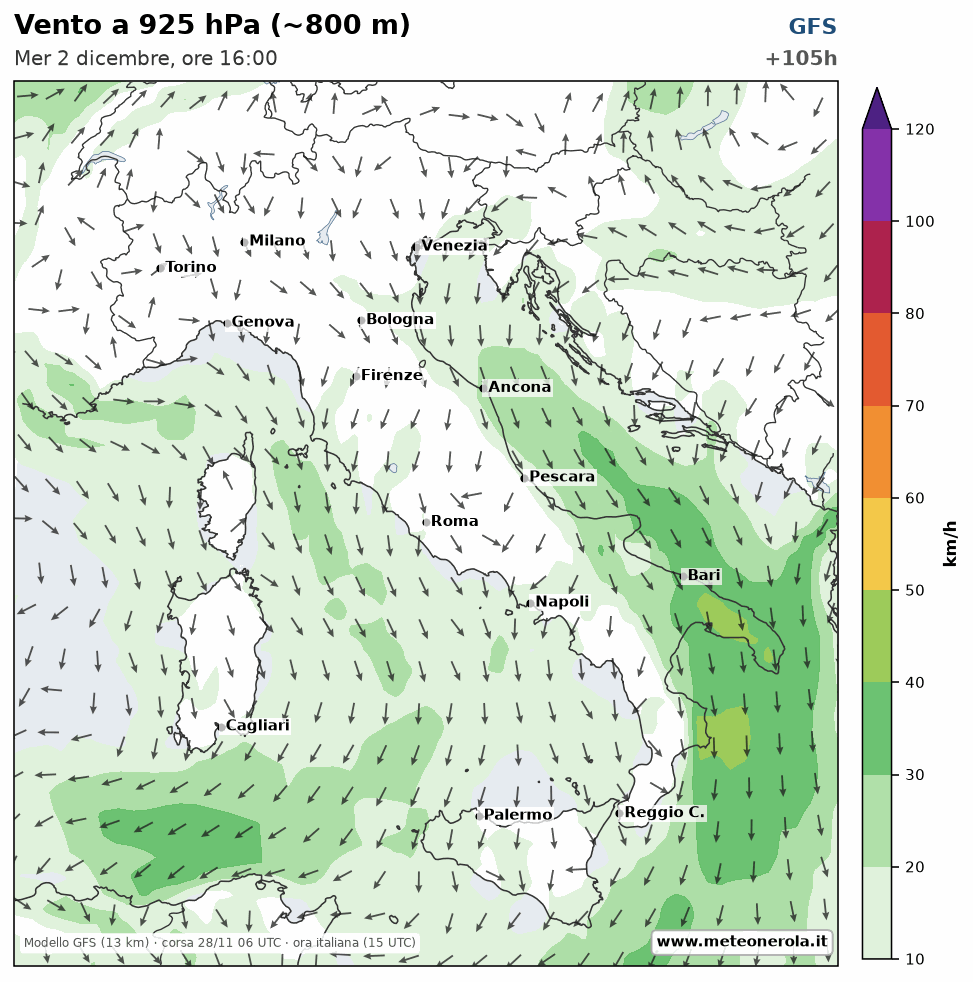 Vento a 925 hPa (~800 m)
GFS
Mer 2 dicembre, ore 16:00
+105h
120
100
80
70
60
50
40
30
20
10
km/h
Milano
Venezia
Torino
Genova
Bologna
Firenze
Ancona
Pescara
Roma
Bari
Napoli
Cagliari
Palermo
Reggio C.
Modello GFS (13 km) · corsa 28/11 06 UTC · ora italiana (15 UTC)
www.meteonerola.it